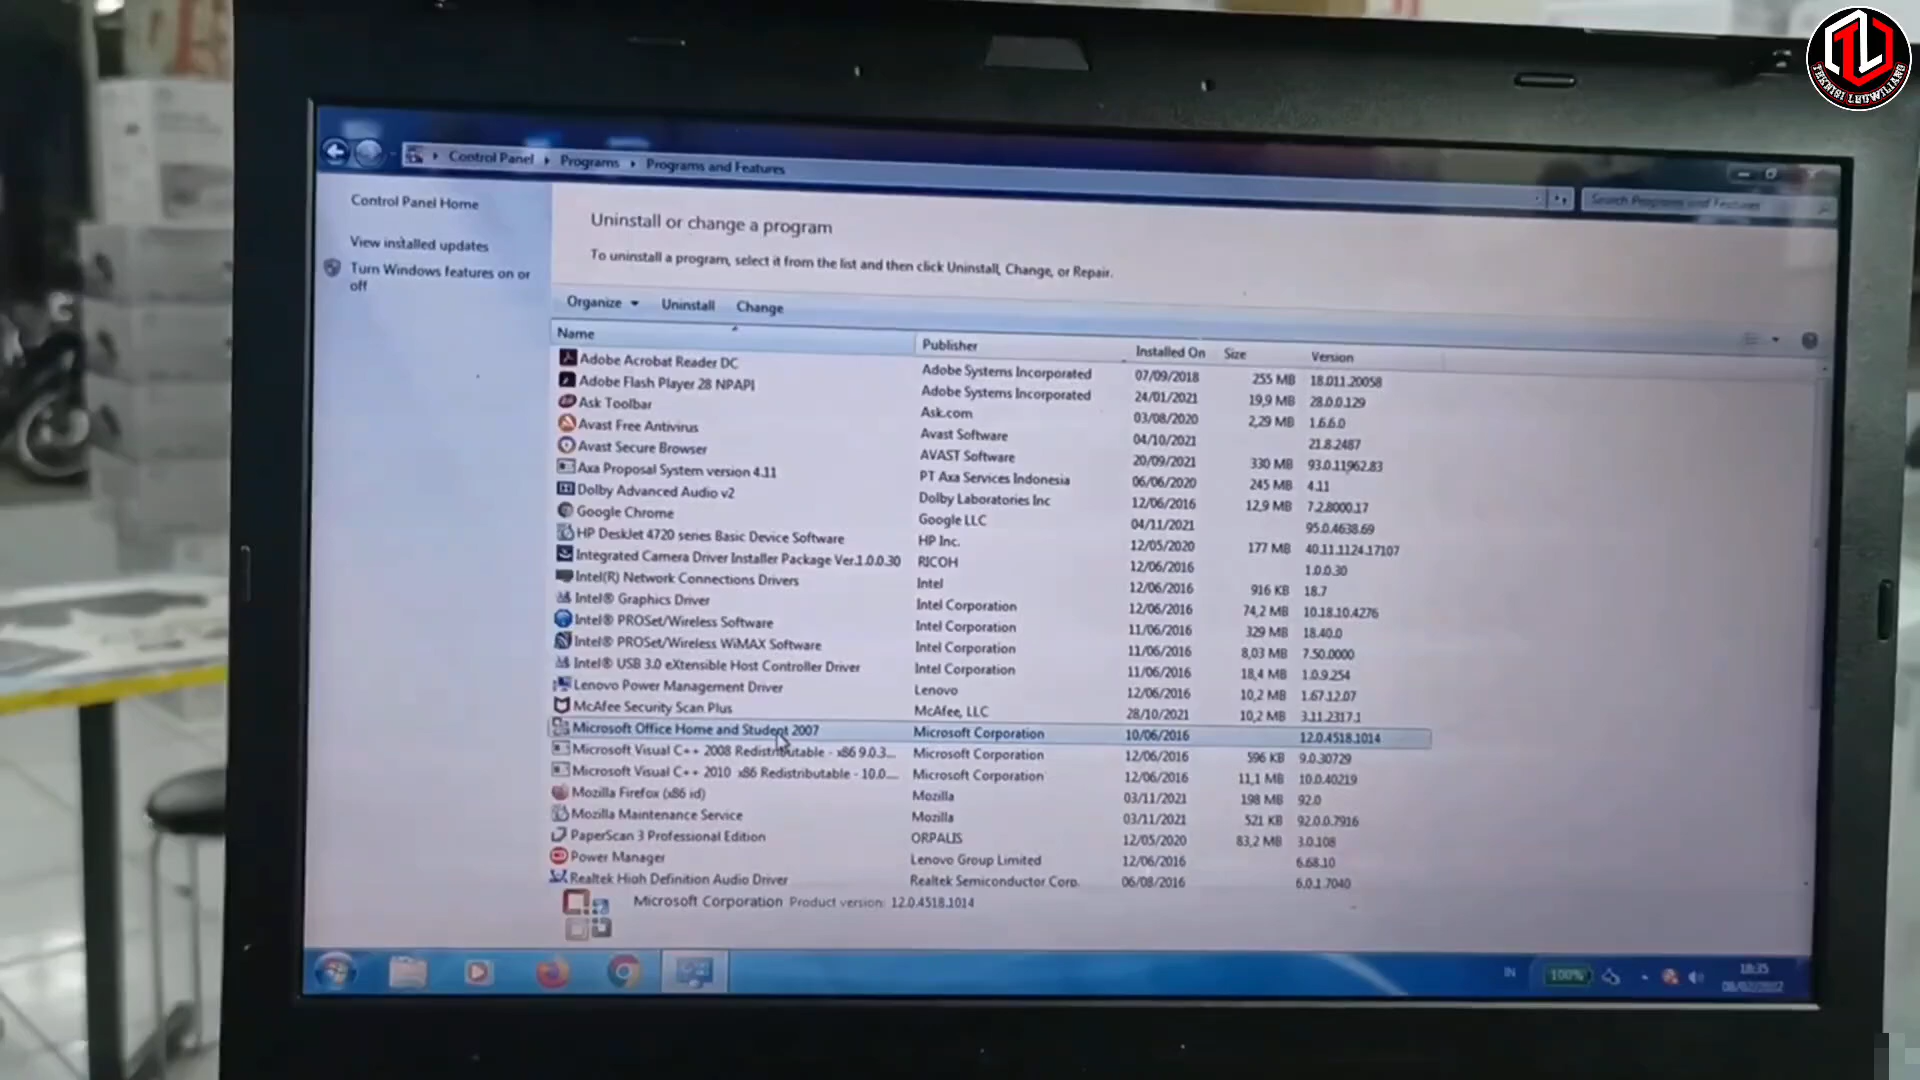 TEKNISI LEUWILIANG
Control Panel ▸ Programs ▸ Programs and Features
Search Programs and Features
Control Panel Home
View installed updates
Turn Windows features on or
off
Uninstall or change a program
To uninstall a program, select it from the list and then click Uninstall, Change, or Repair.
Organize Uninstall Change
Name Publisher Installed On Size Version
Adobe Acrobat Reader DC Adobe Systems Incorporated 07/09/2018 255 MB 18.011.20058
Adobe Flash Player 28 NPAPI Adobe Systems Incorporated 24/01/2021 19,9 MB 28.0.0.129
Ask Toolbar Ask.com 03/08/2020 2,29 MB 1.6.6.0
Avast Free Antivirus Avast Software 04/10/2021 21.8.2487
Avast Secure Browser AVAST Software 20/09/2021 330 MB 93.0.11962.83
Axa Proposal System version 4.11 PT Axa Services Indonesia 06/06/2020 245 MB 4.11
Dolby Advanced Audio v2 Dolby Laboratories Inc 12/06/2016 12,9 MB 7.2.8000.17
Google Chrome Google LLC 04/11/2021 95.0.4638.69
HP DeskJet 4720 series Basic Device Software HP Inc. 12/05/2020 177 MB 40.11.1124.17107
Integrated Camera Driver Installer Package Ver.1.0.0.30 RICOH 12/06/2016 1.0.0.30
Intel(R) Network Connections Drivers Intel 12/06/2016 916 KB 18.7
Intel® Graphics Driver Intel Corporation 12/06/2016 74,2 MB 10.18.10.4276
Intel® PROSet/Wireless Software Intel Corporation 11/06/2016 329 MB 18.40.0
Intel® PROSet/Wireless WiMAX Software Intel Corporation 11/06/2016 8,03 MB 7.50.0000
Intel® USB 3.0 eXtensible Host Controller Driver Intel Corporation 11/06/2016 18,4 MB 1.0.9.254
Lenovo Power Management Driver Lenovo 12/06/2016 10,2 MB 1.67.12.07
McAfee Security Scan Plus McAfee, LLC 28/10/2021 10,2 MB 3.11.2317.1
Microsoft Office Home and Student 2007 Microsoft Corporation 10/06/2016 12.0.4518.1014
Microsoft Visual C++ 2008 Redistributable - x86 9.0.3... Microsoft Corporation 12/06/2016 596 KB 9.0.30729
Microsoft Visual C++ 2010 x86 Redistributable - 10.0.... Microsoft Corporation 12/06/2016 11,1 MB 10.0.40219
Mozilla Firefox (x86 id) Mozilla 03/11/2021 198 MB 92.0
Mozilla Maintenance Service Mozilla 03/11/2021 521 KB 92.0.0.7916
PaperScan 3 Professional Edition ORPALIS 12/05/2020 83,2 MB 3.0.108
Power Manager Lenovo Group Limited 12/06/2016 6.68.10
Realtek High Definition Audio Driver Realtek Semiconductor Corp. 06/08/2016 6.0.1.7040
Microsoft Corporation Product version: 12.0.4518.1014
IN 100% 18:35